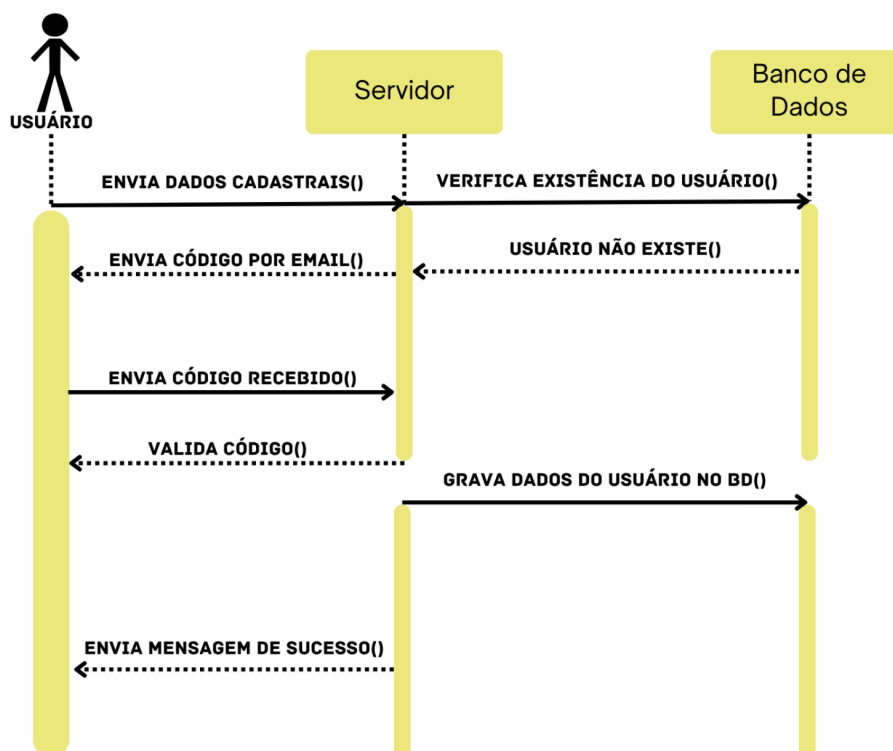 USUÁRIO
Servidor
Banco de
Dados
ENVIA DADOS CADASTRAIS()
VERIFICA EXISTÊNCIA DO USUÁRIO()
USUÁRIO NÃO EXISTE()
ENVIA CÓDIGO POR EMAIL()
ENVIA CÓDIGO RECEBIDO()
VALIDA CÓDIGO()
GRAVA DADOS DO USUÁRIO NO BD()
ENVIA MENSAGEM DE SUCESSO()